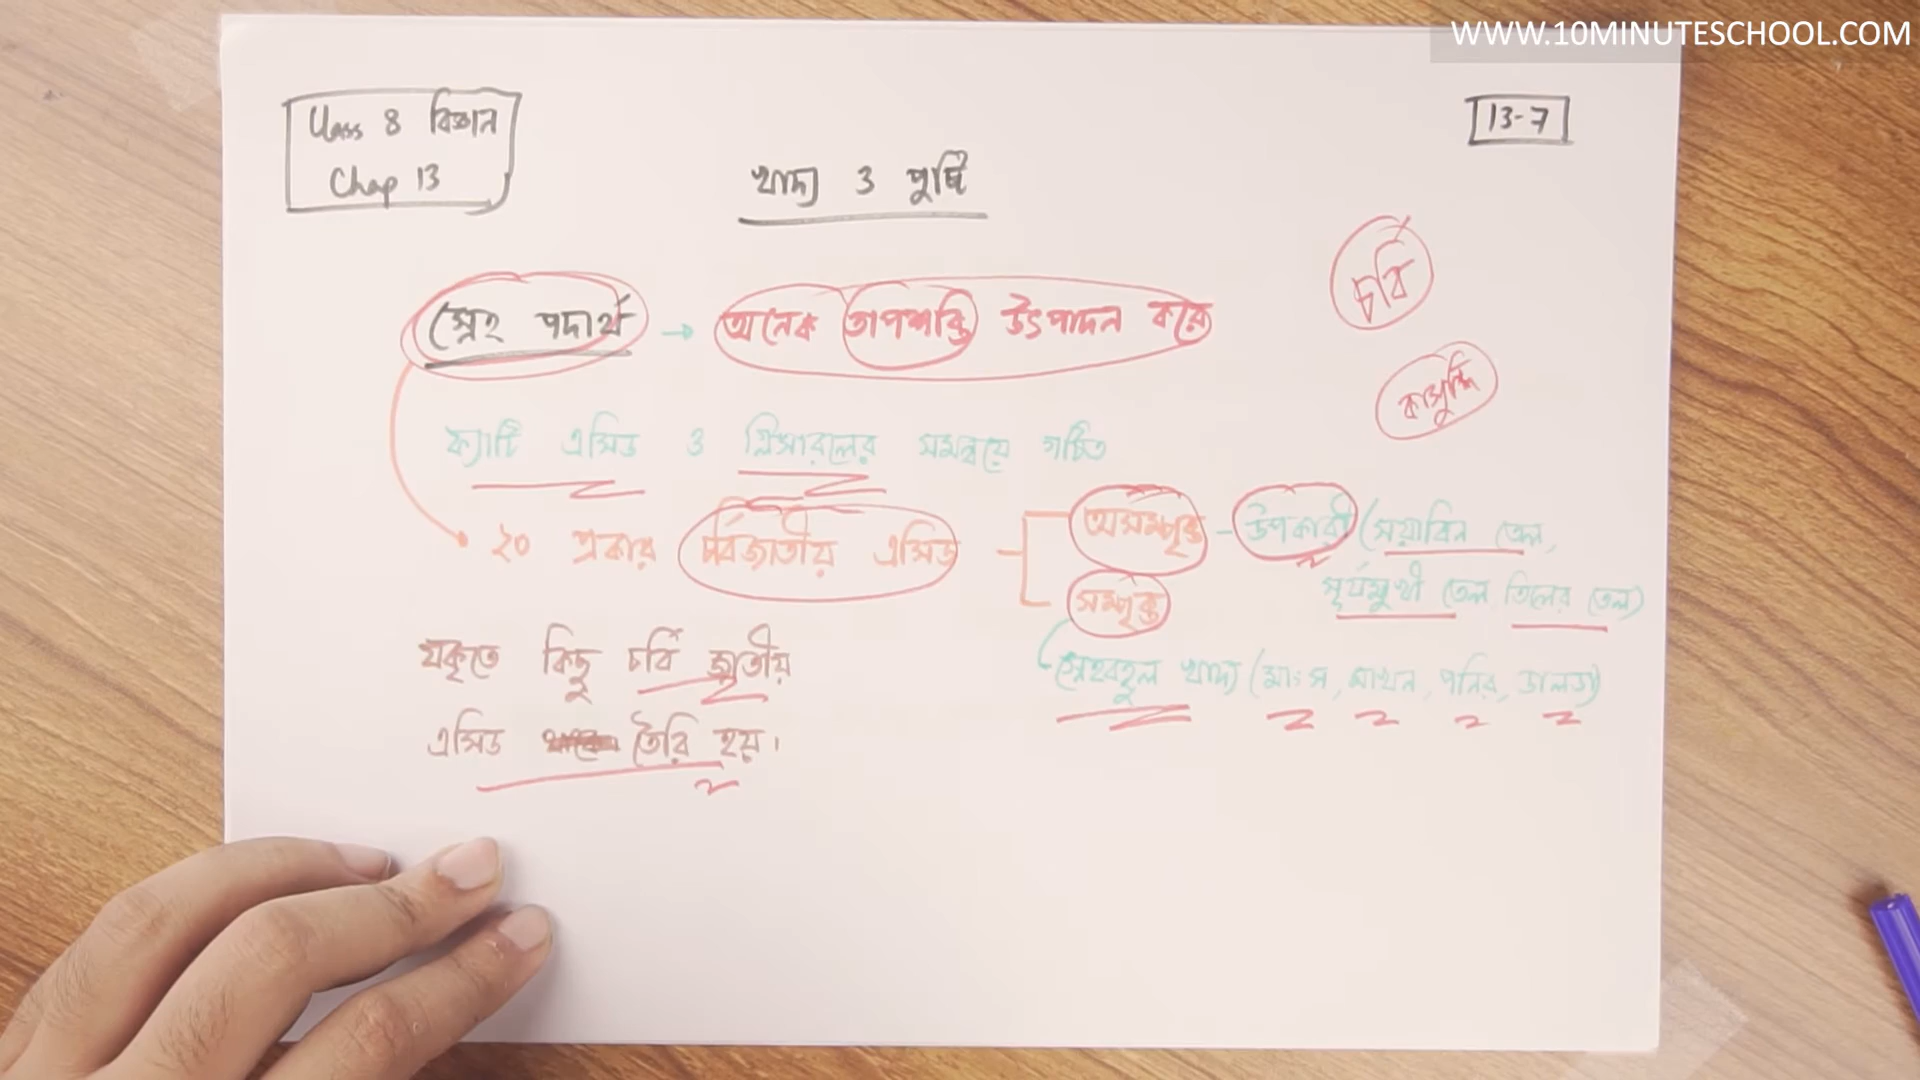 WWW.10MINUTESCHOOL.COM
Class 8 বিজ্ঞান
Chap 13
13-7
খাদ্য ও পুষ্টি
চর্বি
স্নেহ পদার্থ → অনেক তাপশক্তি উৎপাদন করে
কাসুন্দি
ফ্যাটি এসিড ও গ্লিসারলের সমন্বয়ে গঠিত
২০ প্রকার চর্বিজাতীয় এসিড
অসম্পৃক্ত - উপকারী (সয়াবিন তেল,
সূর্যমুখী তেল তিলের তেল)
সম্পৃক্ত
স্নেহবহুল খাদ্য (মাংস, মাখন, পনির, ডালডা)
যকৃতে কিছু চর্বি জাতীয়
এসিড তৈরি হয়।